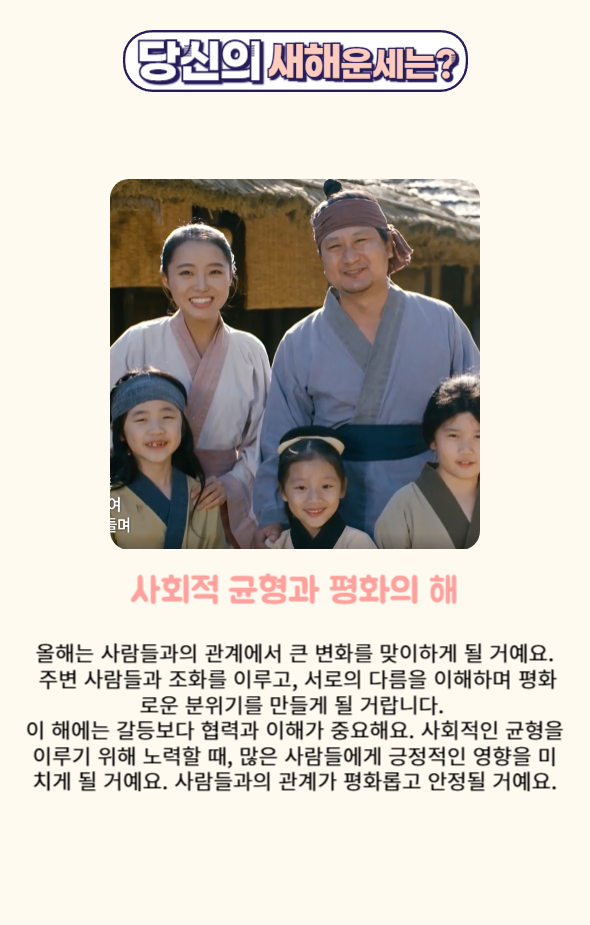 당신의 새해운세는?
여
들며
사회적 균형과 평화의 해
올해는 사람들과의 관계에서 큰 변화를 맞이하게 될 거예요.
주변 사람들과 조화를 이루고, 서로의 다름을 이해하며 평화
로운 분위기를 만들게 될 거랍니다.
이 해에는 갈등보다 협력과 이해가 중요해요. 사회적인 균형을
이루기 위해 노력할 때, 많은 사람들에게 긍정적인 영향을 미
치게 될 거예요. 사람들과의 관계가 평화롭고 안정될 거예요.